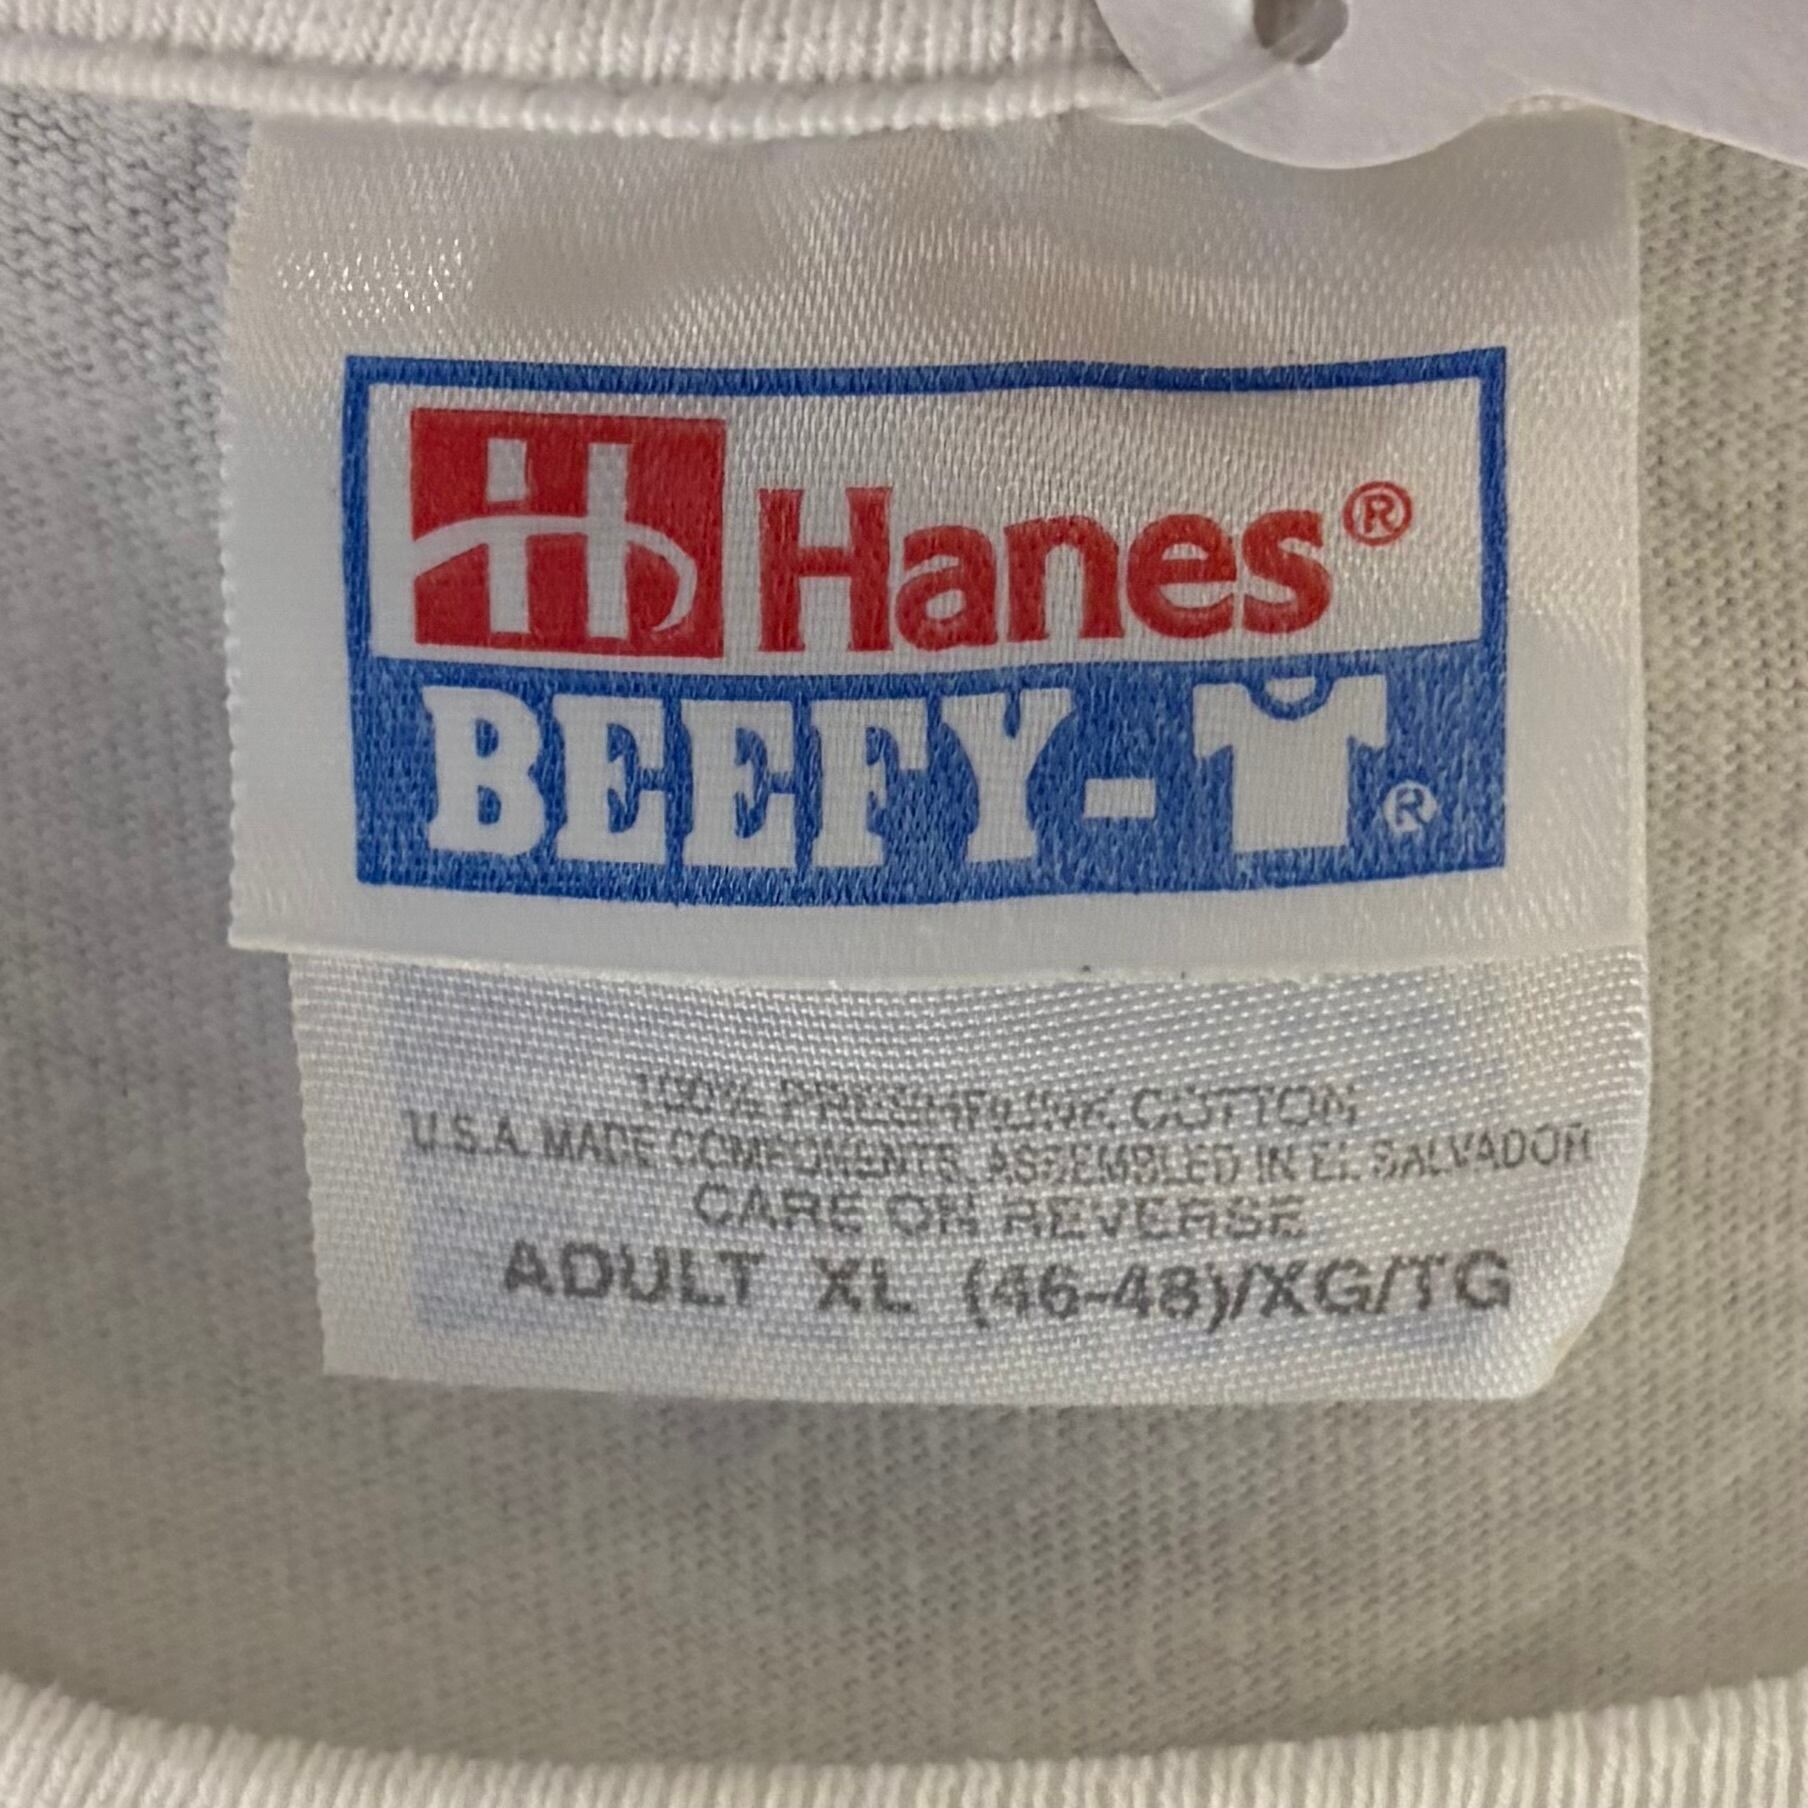 H Hanes®
BEEFY-T®
100% PRESHRUNK COTTON
U.S.A. MADE COMPONENTS, ASSEMBLED IN EL SALVADOR
CARE ON REVERSE
ADULT XL (46-48)/XG/TG